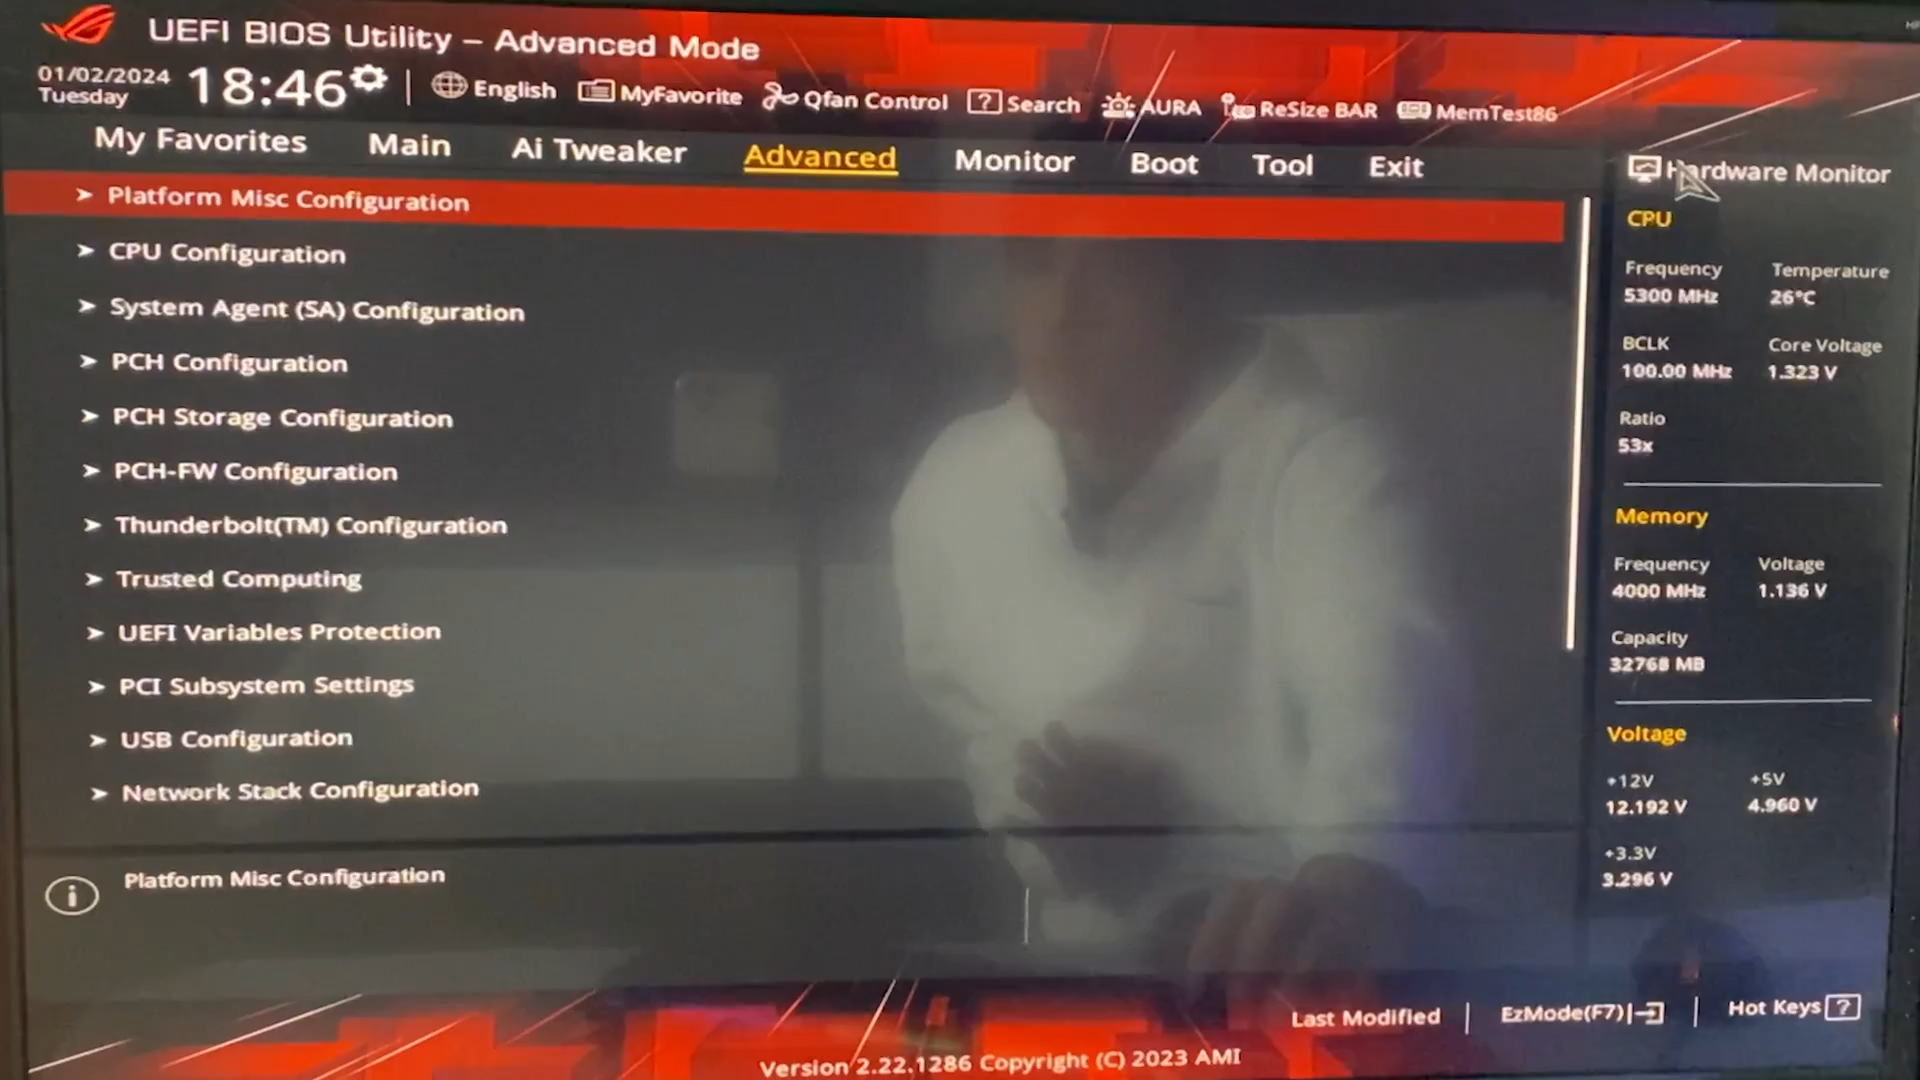 UEFI BIOS Utility – Advanced Mode
01/02/2024
Tuesday
18:46
English
MyFavorite
Qfan Control
? Search
AURA
ReSize BAR
MemTest86
My Favorites
Main
Ai Tweaker
Advanced
Monitor
Boot
Tool
Exit
Platform Misc Configuration
CPU Configuration
System Agent (SA) Configuration
PCH Configuration
PCH Storage Configuration
PCH-FW Configuration
Thunderbolt(TM) Configuration
Trusted Computing
UEFI Variables Protection
PCI Subsystem Settings
USB Configuration
Network Stack Configuration
i Platform Misc Configuration
Hardware Monitor
CPU
Frequency Temperature
5300 MHz 26°C
BCLK Core Voltage
100.00 MHz 1.323 V
Ratio
53x
Memory
Frequency Voltage
4000 MHz 1.136 V
Capacity
32768 MB
Voltage
+12V +5V
12.192 V 4.960 V
+3.3V
3.296 V
Last Modified
EzMode(F7)
Hot Keys ?
Version 2.22.1286 Copyright (C) 2023 AMI